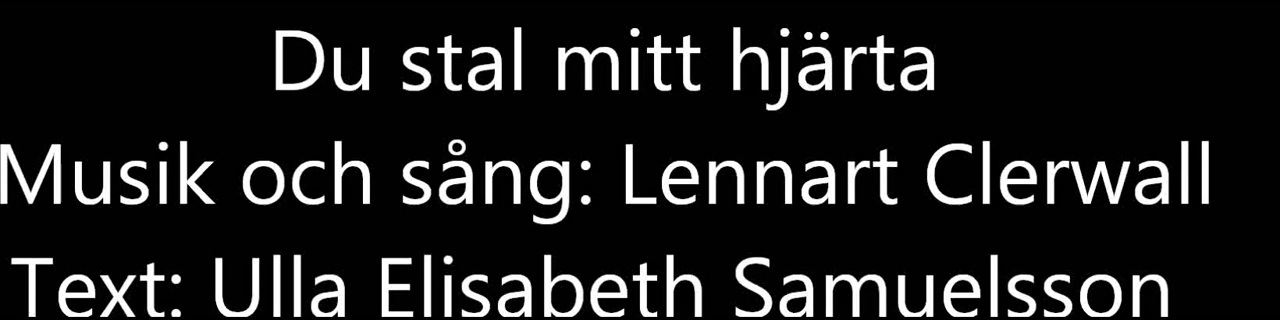 Du stal mitt hjärta
Musik och sång: Lennart Clerwall
Text: Ulla Elisabeth Samuelsson